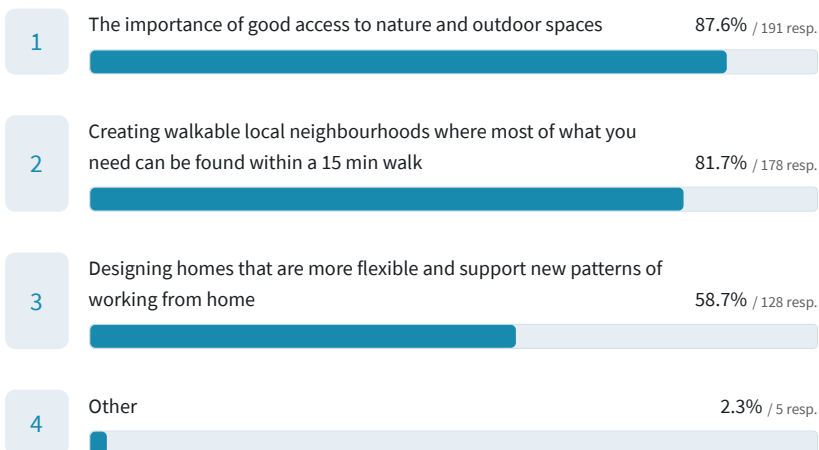 1
The importance of good access to nature and outdoor spaces 87.6% / 191 resp.
2
Creating walkable local neighbourhoods where most of what you
need can be found within a 15 min walk 81.7% / 178 resp.
3
Designing homes that are more flexible and support new patterns of
working from home 58.7% / 128 resp.
4
Other 2.3% / 5 resp.